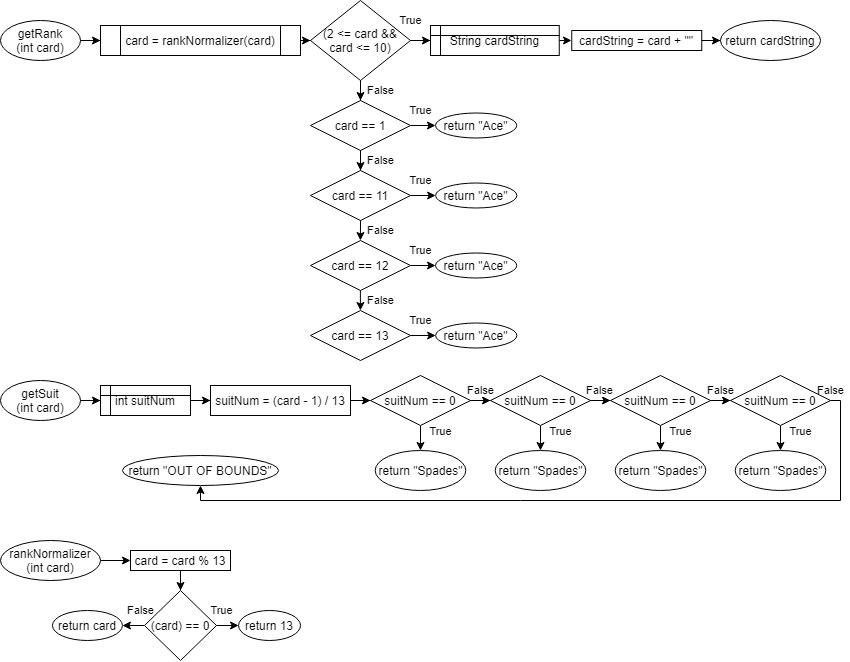 getRank
(int card)
card = rankNormalizer(card)
(2 <= card &&
card <= 10)
True
String cardString
cardString = card + ""
return cardString
False
card == 1
True
return "Ace"
False
card == 11
True
return "Ace"
False
card == 12
True
return "Ace"
False
card == 13
True
return "Ace"
getSuit
(int card)
int suitNum
suitNum = (card - 1) / 13
suitNum == 0
False
suitNum == 0
False
suitNum == 0
False
suitNum == 0
False
True
True
True
True
return "OUT OF BOUNDS"
return "Spades"
return "Spades"
return "Spades"
return "Spades"
rankNormalizer
(int card)
card = card % 13
False
True
return card
(card) == 0
return 13